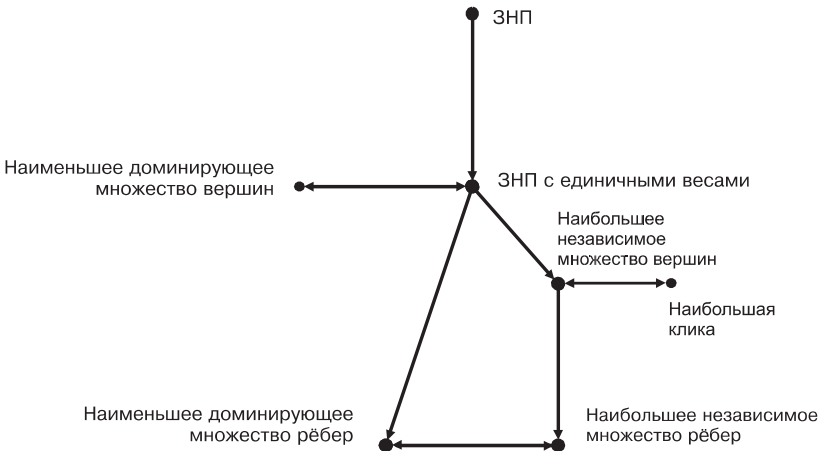 ЗНП
Наименьшее доминирующее
множество вершин
ЗНП с единичными весами
Наибольшее
независимое
множество вершин
Наибольшая
клика
Наименьшее доминирующее
множество рёбер
Наибольшее независимое
множество рёбер